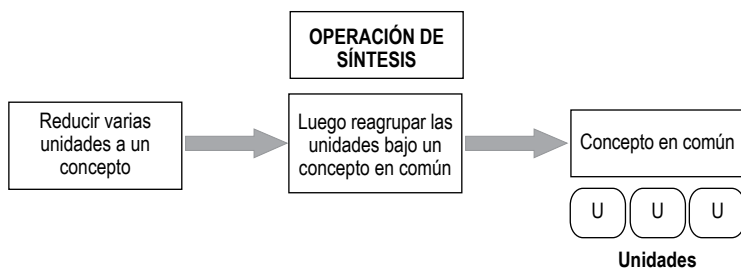 OPERACIÓN DE
SÍNTESIS
Reducir varias
unidades a un
concepto
Luego reagrupar las
unidades bajo un
concepto en común
Concepto en común
U U U
Unidades